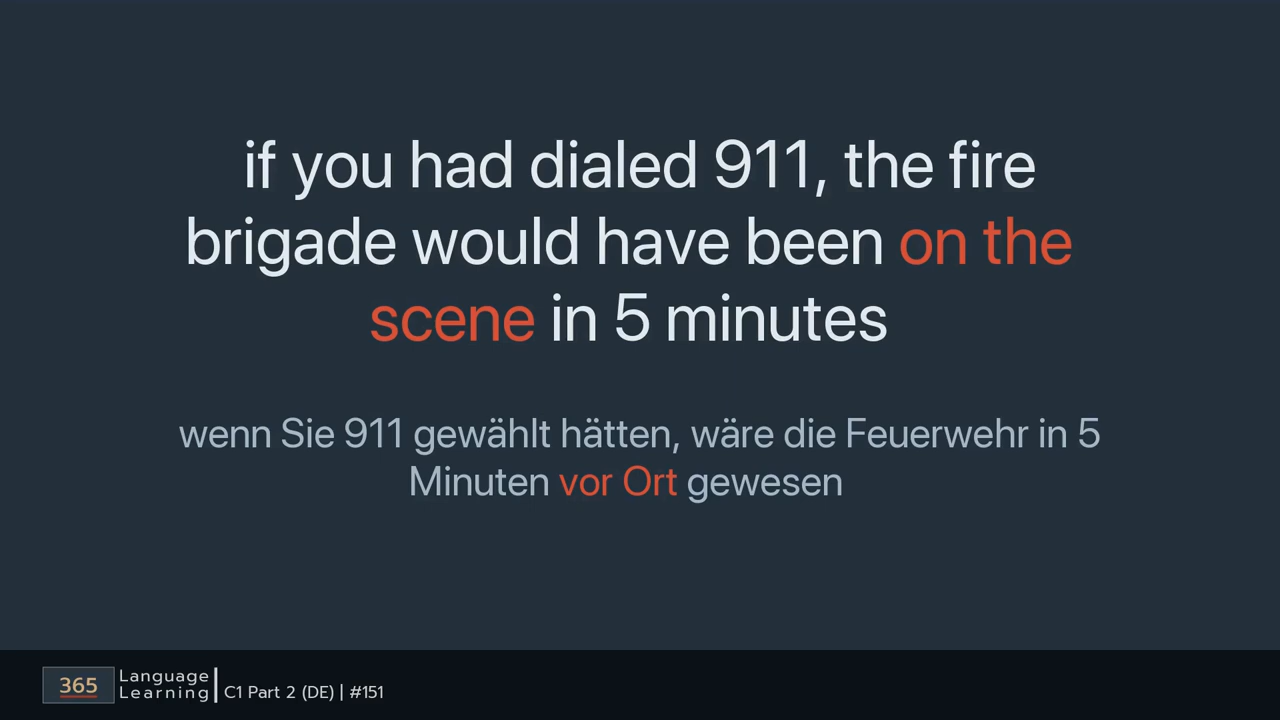 if you had dialed 911, the fire
brigade would have been on the
scene in 5 minutes
wenn Sie 911 gewählt hätten, wäre die Feuerwehr in 5
Minuten vor Ort gewesen
365
Language
Learning
C1 Part 2 (DE) | #151